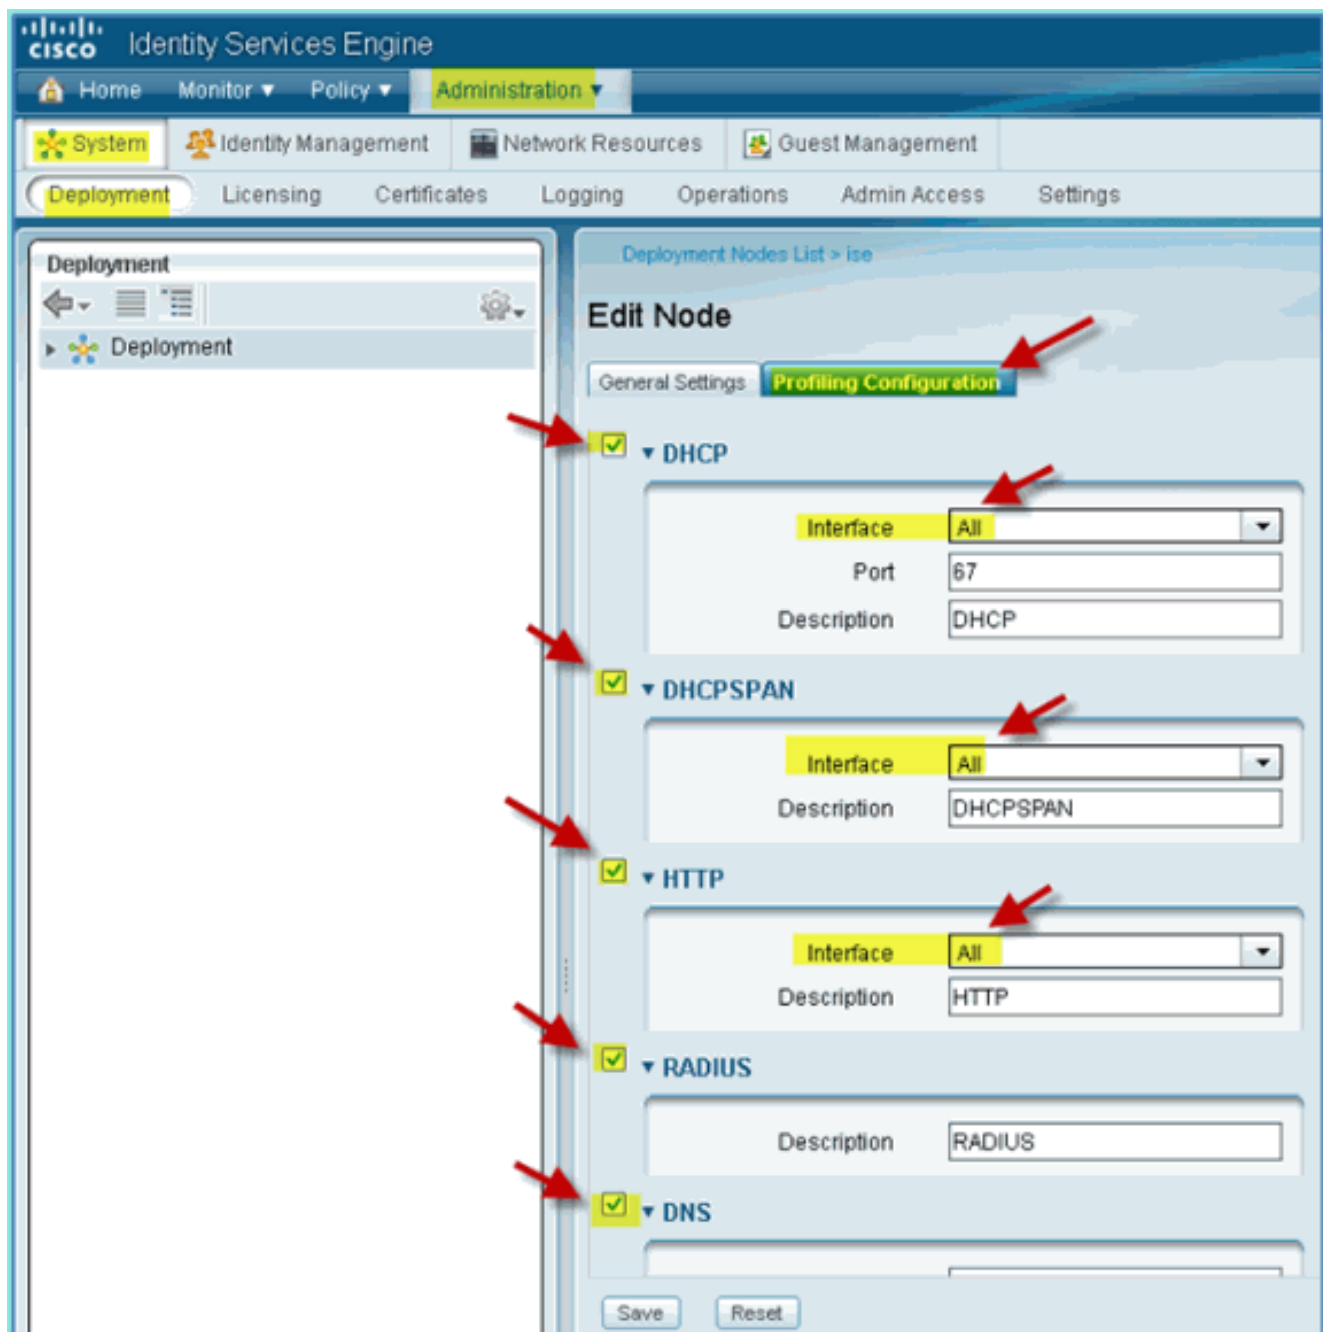 CISCO Identity Services Engine
Home Monitor Policy Administration
System Identity Management Network Resources Guest Management
Deployment Licensing Certificates Logging Operations Admin Access Settings
Deployment
Deployment
Deployment Nodes List > ise
Edit Node
General Settings Profiling Configuration
DHCP
Interface All
Port 67
Description DHCP
DHCPSPAN
Interface All
Description DHCPSPAN
HTTP
Interface All
Description HTTP
RADIUS
Description RADIUS
DNS
Save Reset